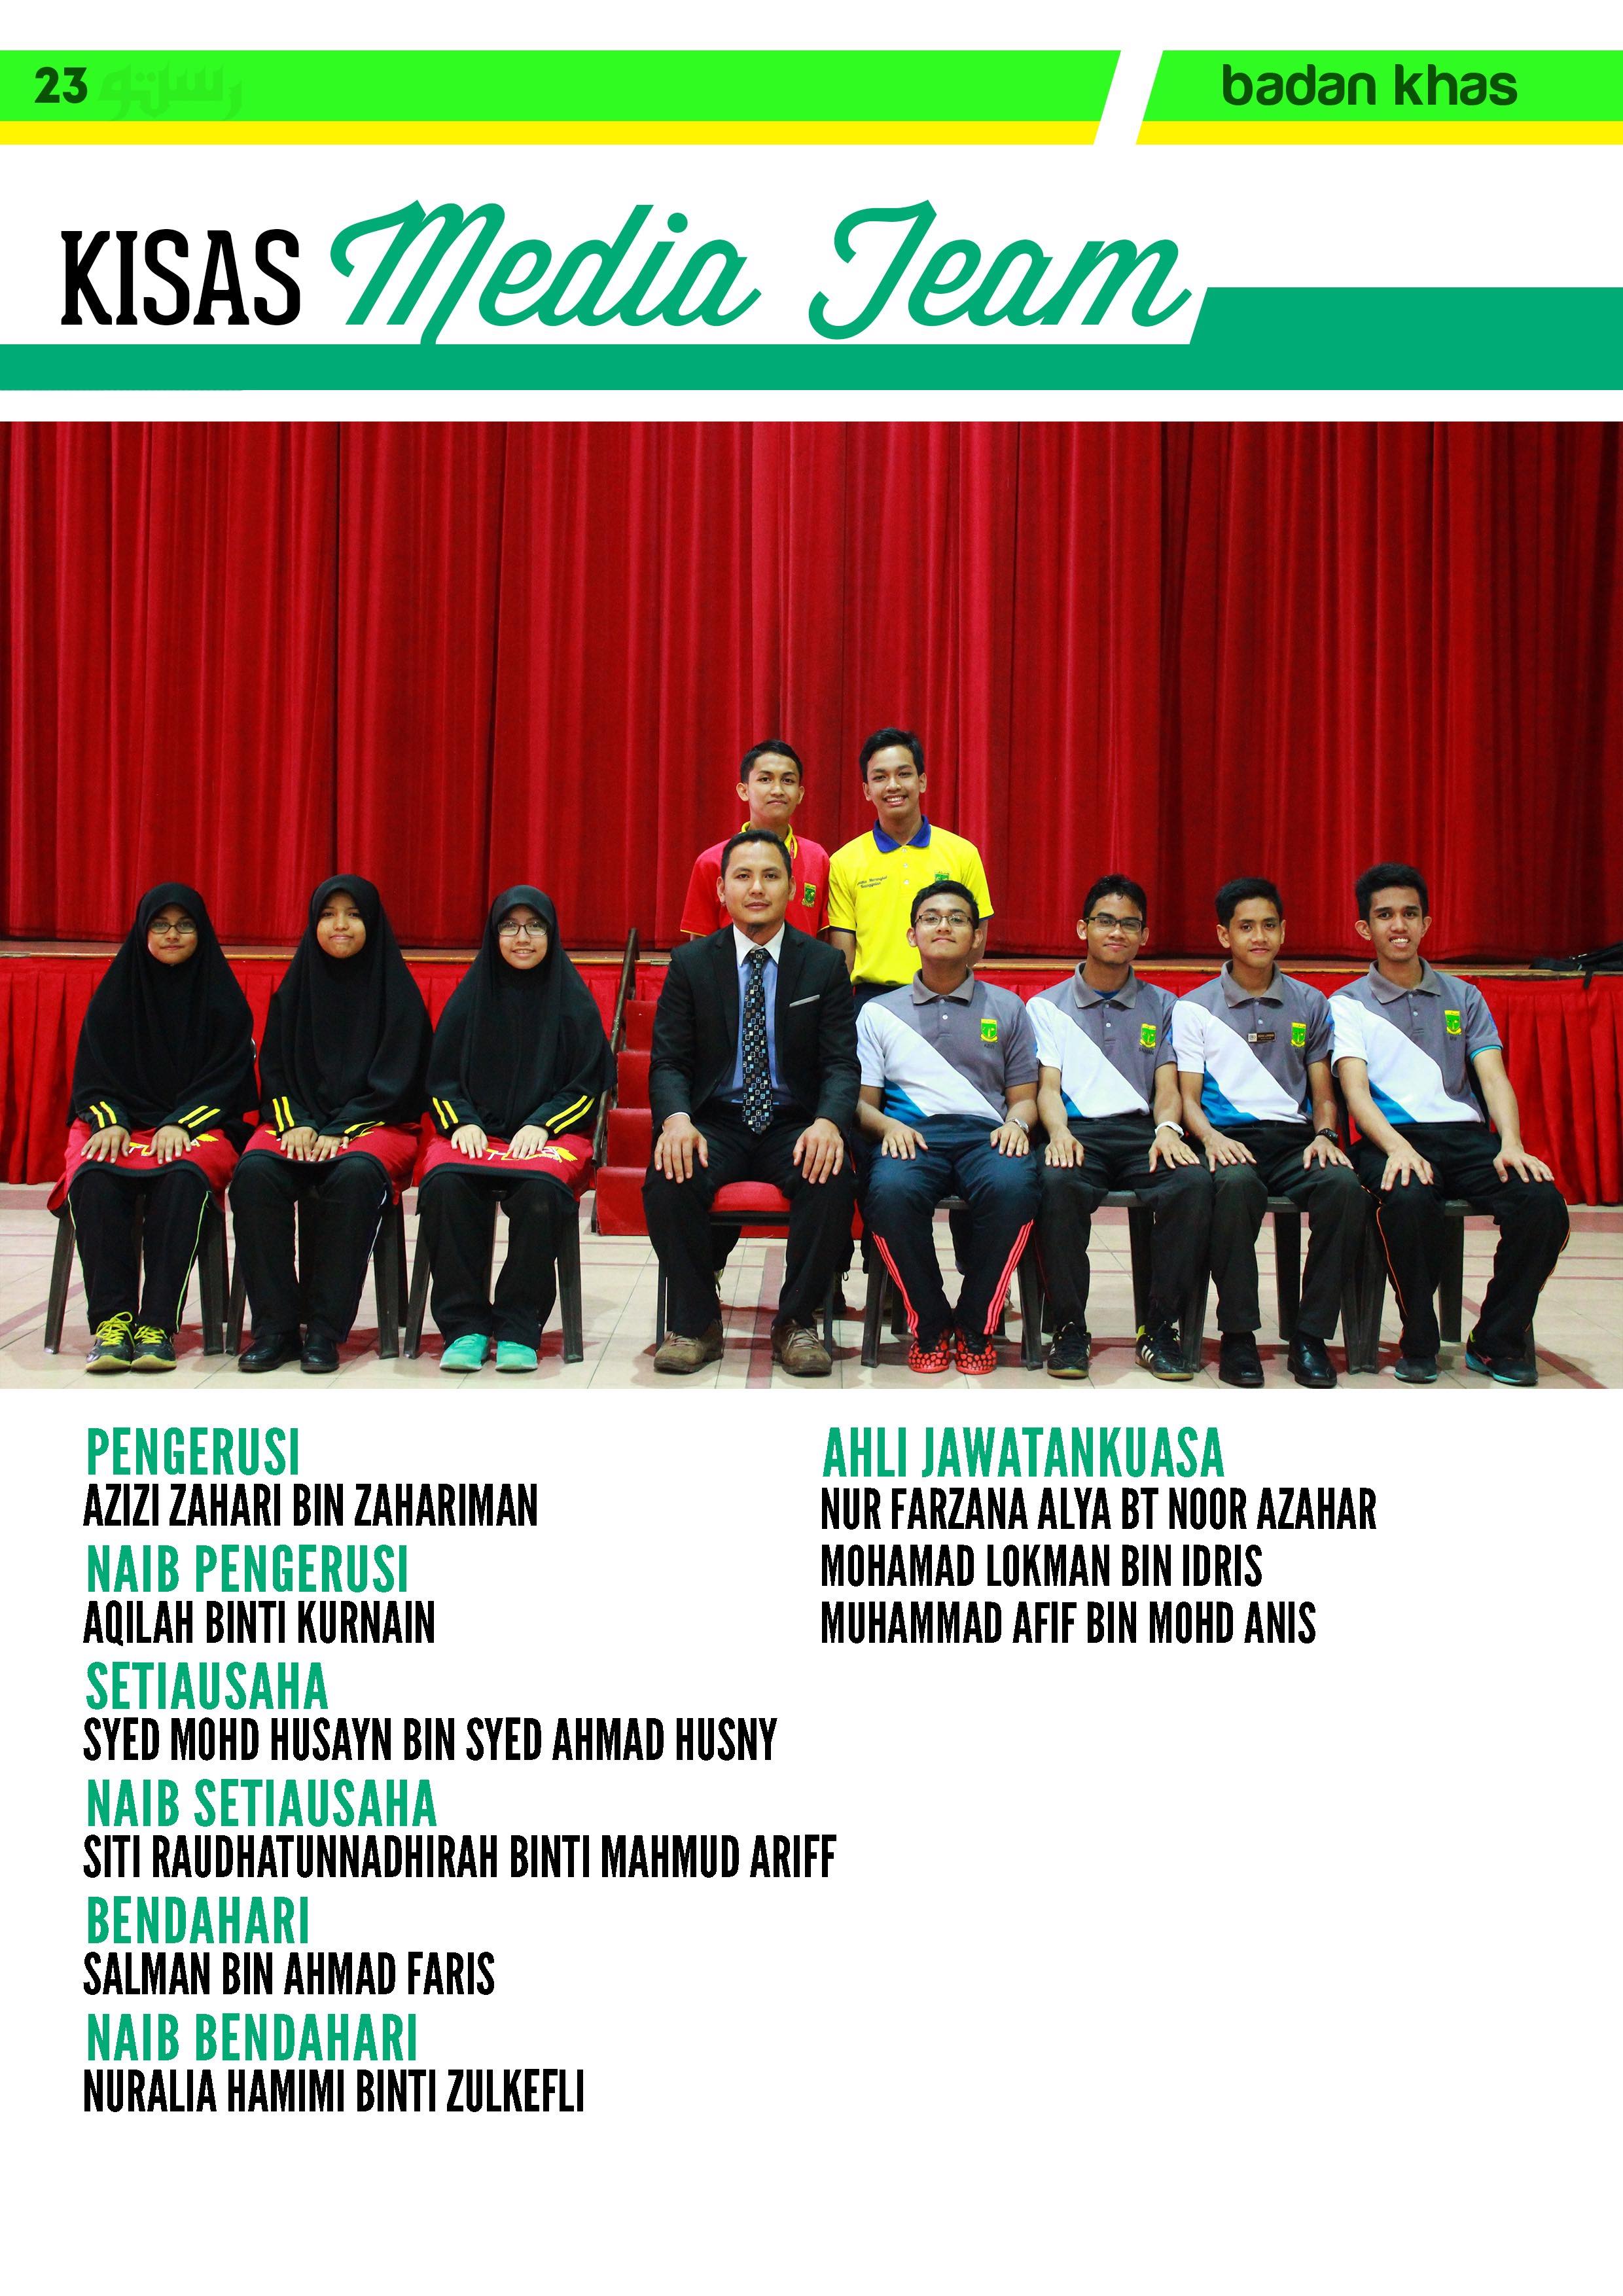 23 رستو
badan khas
KISAS Media Team
PENGERUSI
AZIZI ZAHARI BIN ZAHARIMAN
NAIB PENGERUSI
AQILAH BINTI KURNAIN
SETIAUSAHA
SYED MOHD HUSAYN BIN SYED AHMAD HUSNY
NAIB SETIAUSAHA
SITI RAUDHATUNNADHIRAH BINTI MAHMUD ARIFF
BENDAHARI
SALMAN BIN AHMAD FARIS
NAIB BENDAHARI
NURALIA HAMIMI BINTI ZULKEFLI
AHLI JAWATANKUASA
NUR FARZANA ALYA BT NOOR AZAHAR
MOHAMAD LOKMAN BIN IDRIS
MUHAMMAD AFIF BIN MOHD ANIS